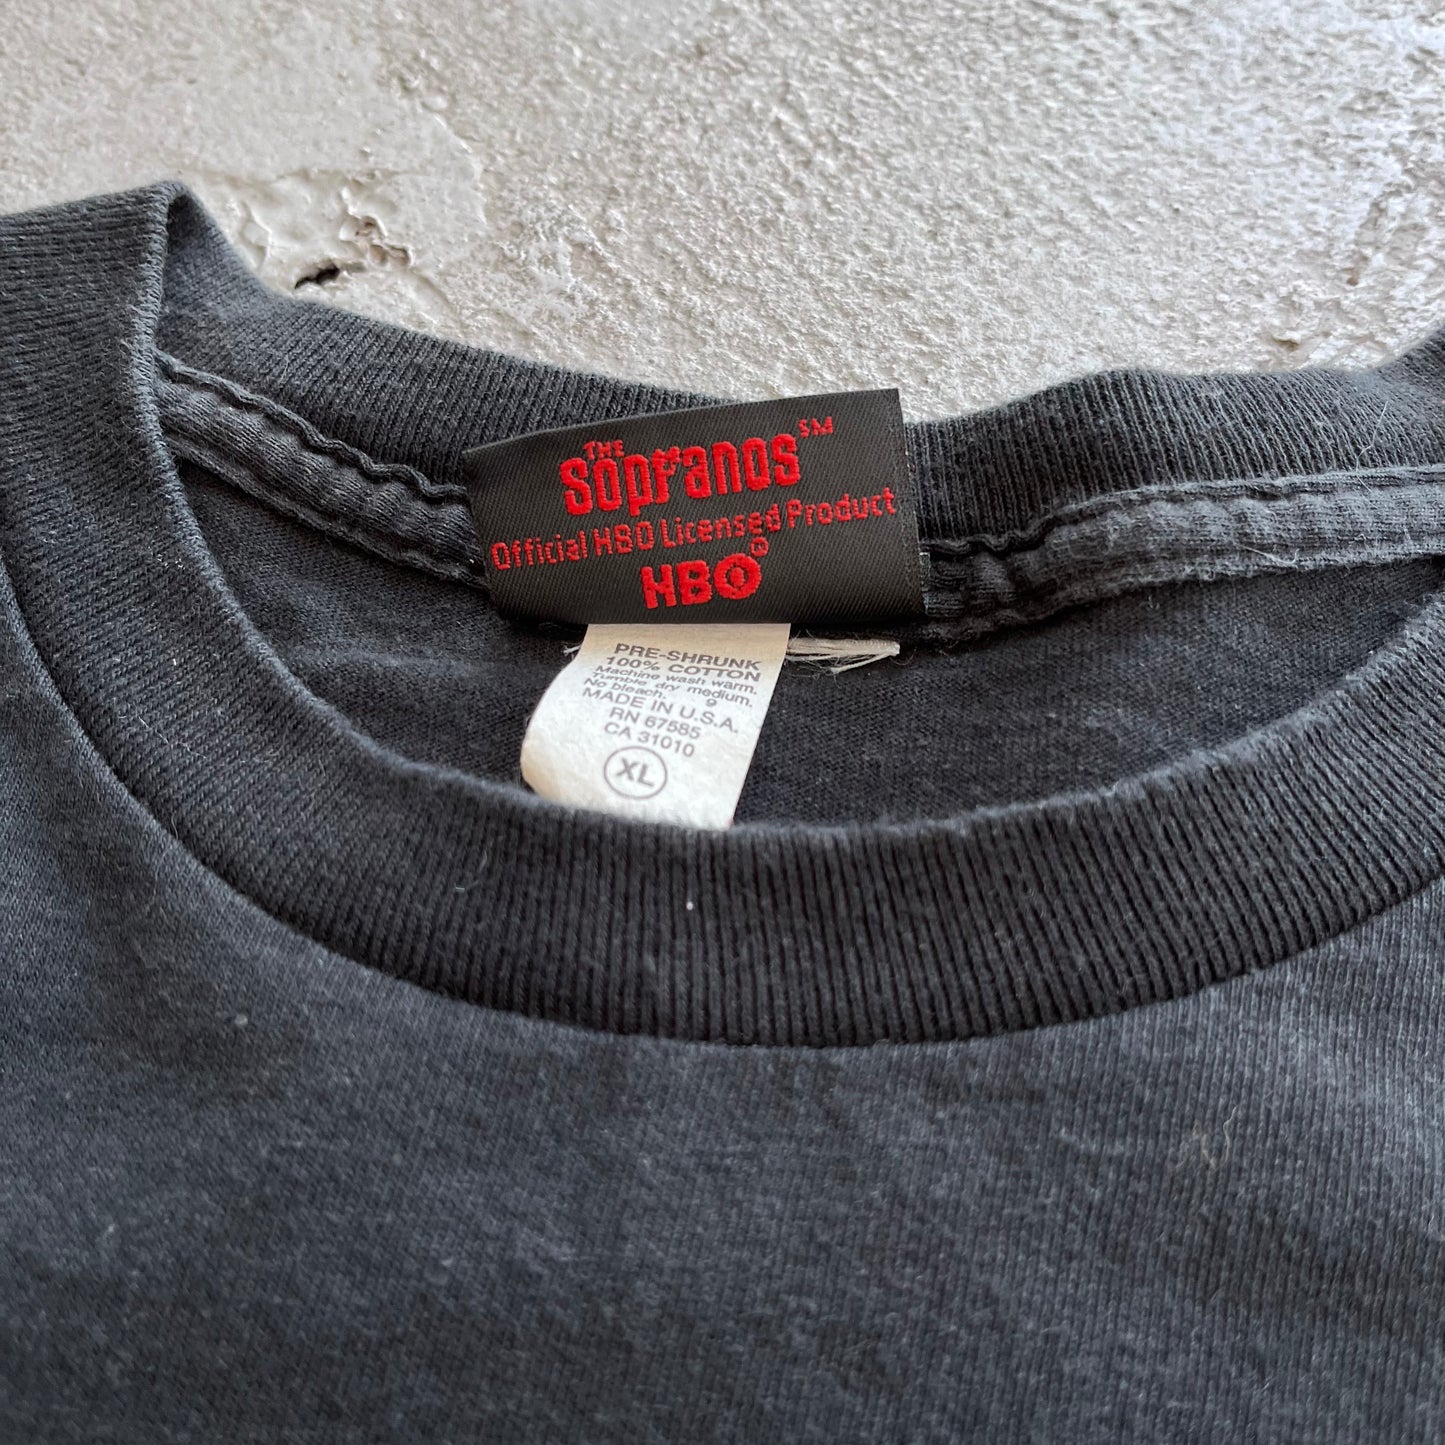 THE
Sopranos SM
Official HBO Licensed Product
HBO®
PRE-SHRUNK
100% COTTON
Machine wash warm.
Tumble dry medium.
No bleach. 9
MADE IN U.S.A.
RN 67585
CA 31010
XL